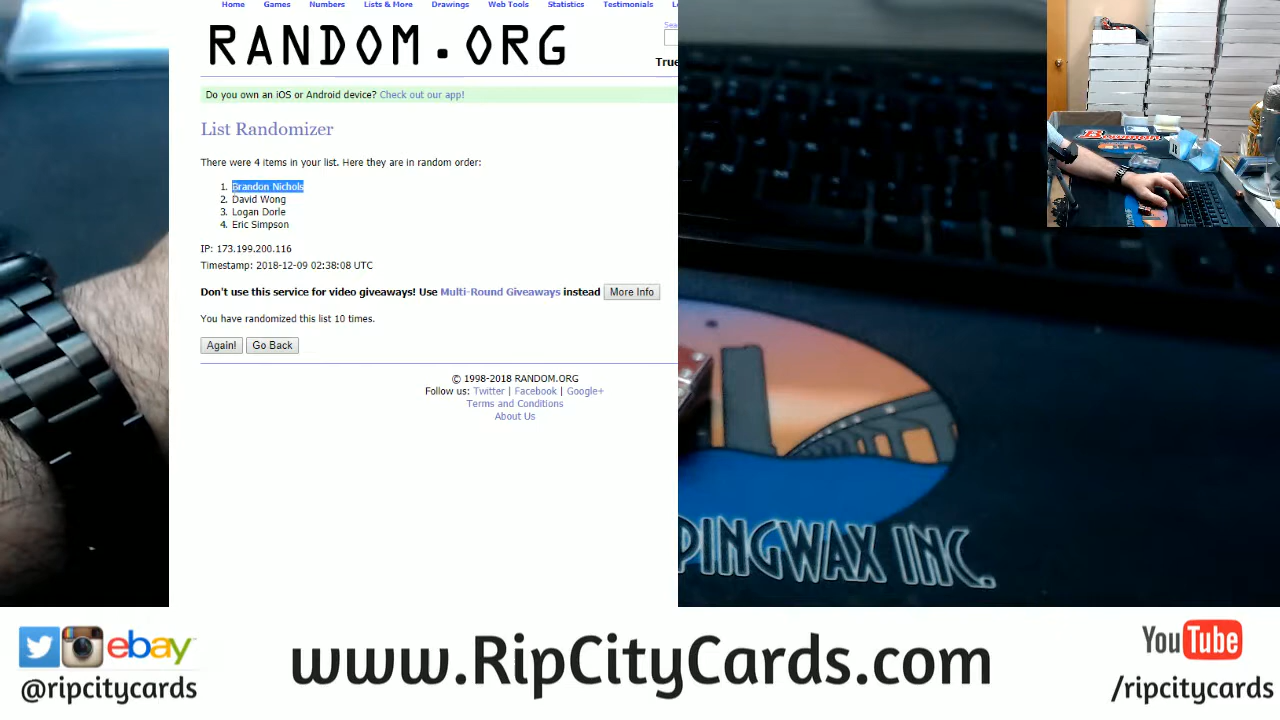 Home Games Numbers Lists & More Drawings Web Tools Statistics Testimonials
RANDOM.ORG
True
Do you own an iOS or Android device? Check out our app!
List Randomizer
There were 4 items in your list. Here they are in random order:
1. Brandon Nichols
2. David Wong
3. Logan Dorle
4. Eric Simpson
IP: 173.199.200.116
Timestamp: 2018-12-09 02:38:08 UTC
Don't use this service for video giveaways! Use Multi-Round Giveaways instead More Info
You have randomized this list 10 times.
Again! Go Back
© 1998-2018 RANDOM.ORG
Follow us: Twitter | Facebook | Google+
Terms and Conditions
About Us
PINGWAX INC.
ebay
@ripcitycards
www.RipCityCards.com
YouTube
/ripcitycards